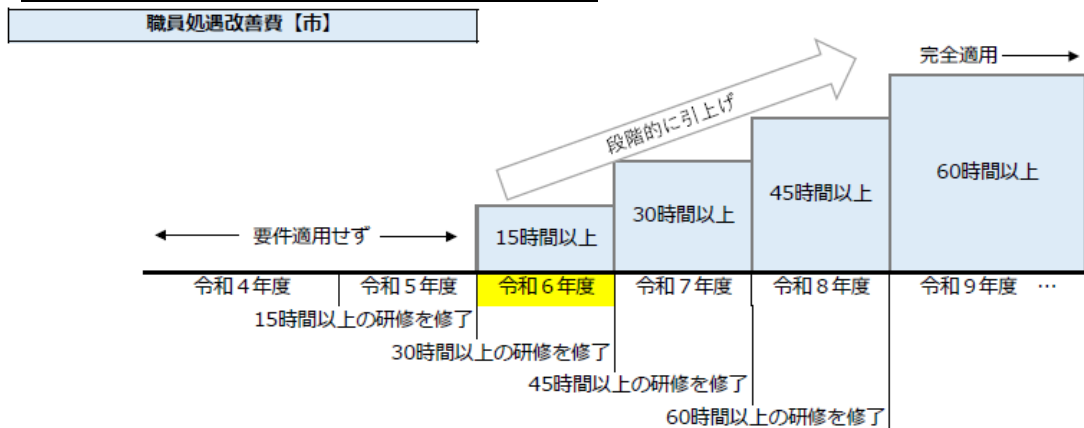 職員処遇改善費【市】
完全適用
段階的に引上げ
60時間以上
45時間以上
30時間以上
15時間以上
要件適用せず
令和４年度 令和５年度 令和６年度 令和７年度 令和８年度 令和９年度 …
15時間以上の研修を修了
30時間以上の研修を修了
45時間以上の研修を修了
60時間以上の研修を修了